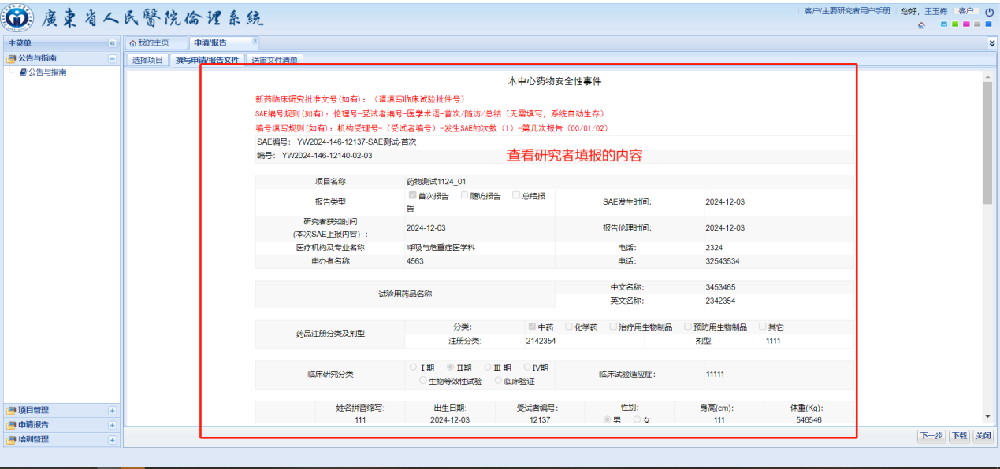 廣東省人民醫院倫理系統
客户/主要研究者用户手册 您好, 王玉梅 客户
主菜单
我的主页 申请/报告
公告与指南
公告与指南
选择项目 撰写申请/报告文件 送审文件清单
本中心药物安全性事件
新药临床研究批准文号(如有): (请填写临床试验批件号)
SAE编号规则(如有): 伦理号-受试者编号-医学术语-首次/随访/总结 (无需填写, 系统自动生存)
编号填写规则(如有): 机构受理号-(受试者编号)-发生SAE的次数(1)-第几次报告 (00/01/02)
SAE编号: YW2024-146-12137-SAE测试-首次
编号: YW2024-146-12140-02-03
查看研究者填报的内容
项目名称 药物测试1124_01
报告类型 首次报告 随访报告 总结报告 SAE发生时间: 2024-12-03
研究者获知时间
(本次SAE上报内容) : 2024-12-03 报告伦理时间: 2024-12-03
医疗机构及专业名称 呼吸与危重症医学科 电话: 2324
申办者名称 4563 电话: 32543534
试验用药品名称 中文名称: 3453465
英文名称: 2342354
药品注册分类及剂型 分类: 中药 化学药 治疗用生物制品 预防用生物制品 其它
注册分类: 2142354 剂型: 1111
临床研究分类 I 期 II期 III 期 IV期 临床试验适应症: 11111
生物等效性试验 临床验证
姓名拼音缩写: 出生日期: 受试者编号: 性别: 身高(cm): 体重(Kg):
111 2024-12-03 12137 男 女 111 546546
项目管理
申请报告
培训管理
下一步 下载 关闭